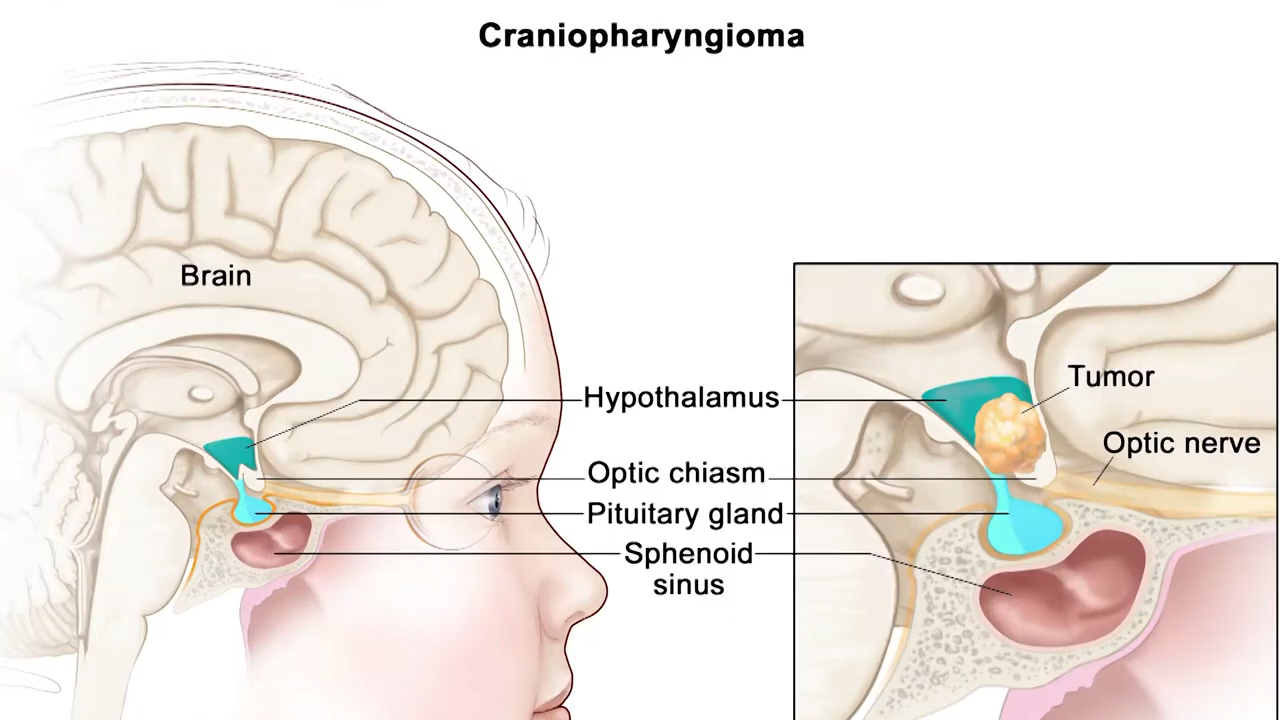 Craniopharyngioma
Brain
Hypothalamus
Tumor
Optic nerve
Optic chiasm
Pituitary gland
Sphenoid
sinus